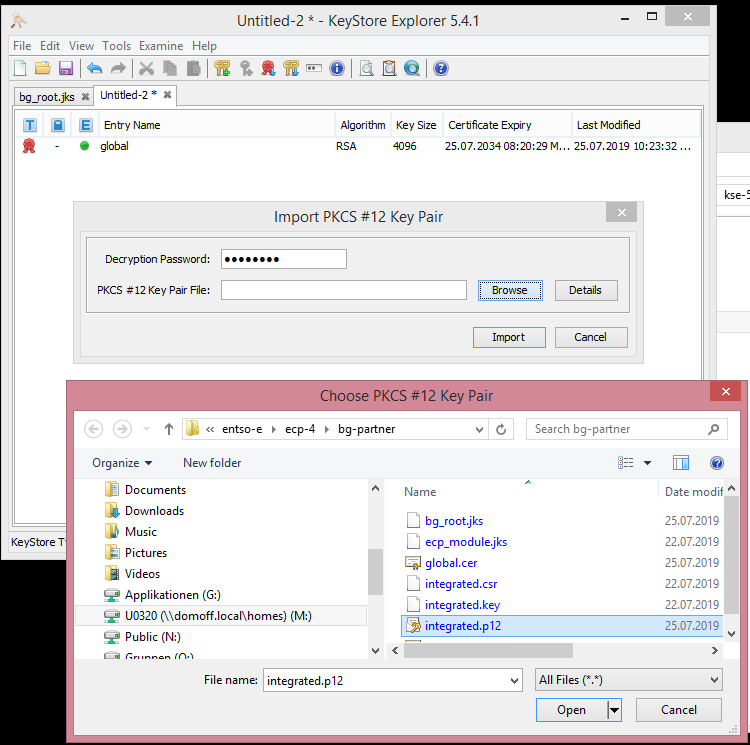 Untitled-2 * - KeyStore Explorer 5.4.1
File Edit View Tools Examine Help
bg_root.jks Untitled-2 *
T E Entry Name Algorithm Key Size Certificate Expiry Last Modified
- global RSA 4096 25.07.2034 08:20:29 M... 25.07.2019 10:23:32 ...
kse-5
Import PKCS #12 Key Pair
Decryption Password:
PKCS #12 Key Pair File: Browse Details
Import Cancel
KeyStore Ty
Choose PKCS #12 Key Pair
« entso-e ecp-4 bg-partner Search bg-partner
Organize New folder
Name Date modif
Documents
Downloads
Music
Pictures
Videos
Applikationen (G:)
U0320 (\\domoff.local\homes) (M:)
Public (N:)
Gruppen (O:)
bg_root.jks 25.07.2019
ecp_module.jks 22.07.2019
global.cer 25.07.2019
integrated.csr 22.07.2019
integrated.key 22.07.2019
integrated.p12 25.07.2019
File name: integrated.p12 All Files (*.*)
Open Cancel